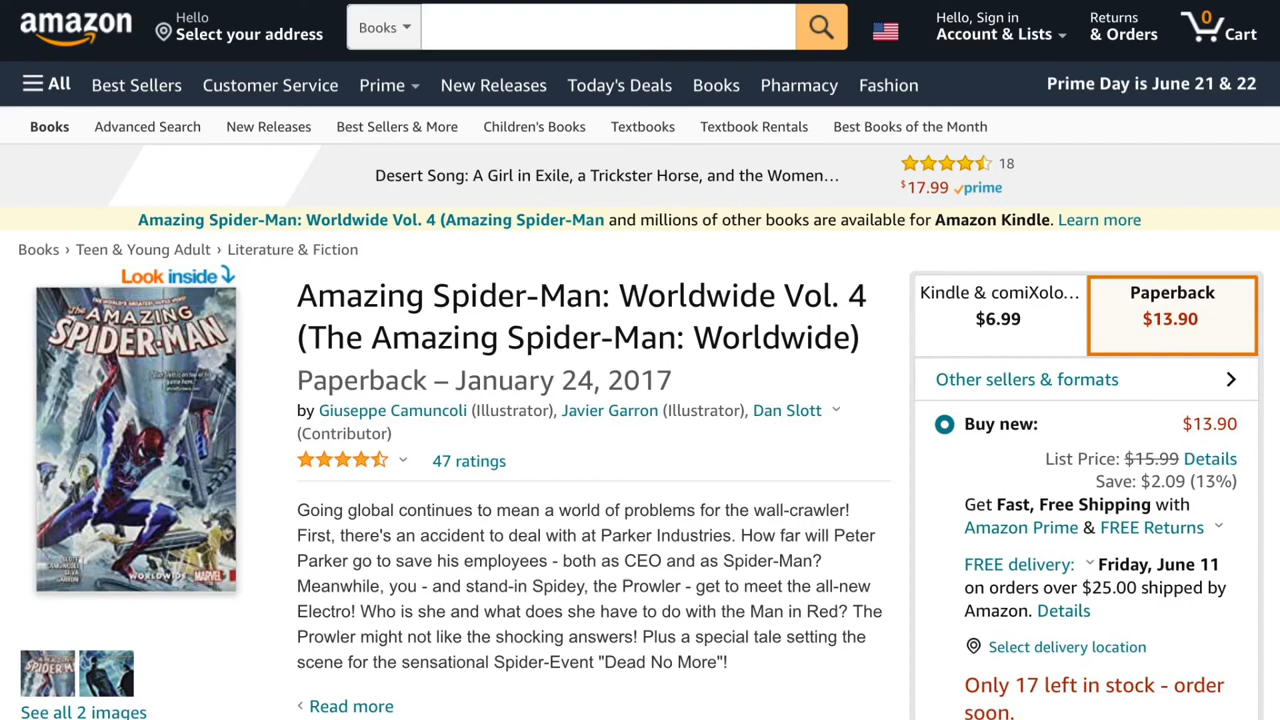 amazon
Hello
Select your address
Books
Hello, Sign in
Account & Lists
Returns
& Orders
0
Cart
All
Best Sellers
Customer Service
Prime
New Releases
Today's Deals
Books
Pharmacy
Fashion
Prime Day is June 21 & 22
Books
Advanced Search
New Releases
Best Sellers & More
Children's Books
Textbooks
Textbook Rentals
Best Books of the Month
Desert Song: A Girl in Exile, a Trickster Horse, and the Women…
18
$17.99 prime
Amazing Spider-Man: Worldwide Vol. 4 (Amazing Spider-Man and millions of other books are available for Amazon Kindle. Learn more
Books › Teen & Young Adult › Literature & Fiction
Look inside
THE AMAZING
SPIDER-MAN
WORLDWIDE
MARVEL
See all 2 images
Amazing Spider-Man: Worldwide Vol. 4
(The Amazing Spider-Man: Worldwide)
Paperback – January 24, 2017
by Giuseppe Camuncoli (Illustrator), Javier Garron (Illustrator), Dan Slott
(Contributor)
47 ratings
Going global continues to mean a world of problems for the wall-crawler!
First, there's an accident to deal with at Parker Industries. How far will Peter
Parker go to save his employees - both as CEO and as Spider-Man?
Meanwhile, you - and stand-in Spidey, the Prowler - get to meet the all-new
Electro! Who is she and what does she have to do with the Man in Red? The
Prowler might not like the shocking answers! Plus a special tale setting the
scene for the sensational Spider-Event "Dead No More"!
‹ Read more
Kindle & comiXolo…
$6.99
Paperback
$13.90
Other sellers & formats
Buy new:
$13.90
List Price: $15.99 Details
Save: $2.09 (13%)
Get Fast, Free Shipping with
Amazon Prime & FREE Returns
FREE delivery: Friday, June 11
on orders over $25.00 shipped by
Amazon. Details
Select delivery location
Only 17 left in stock - order
soon.